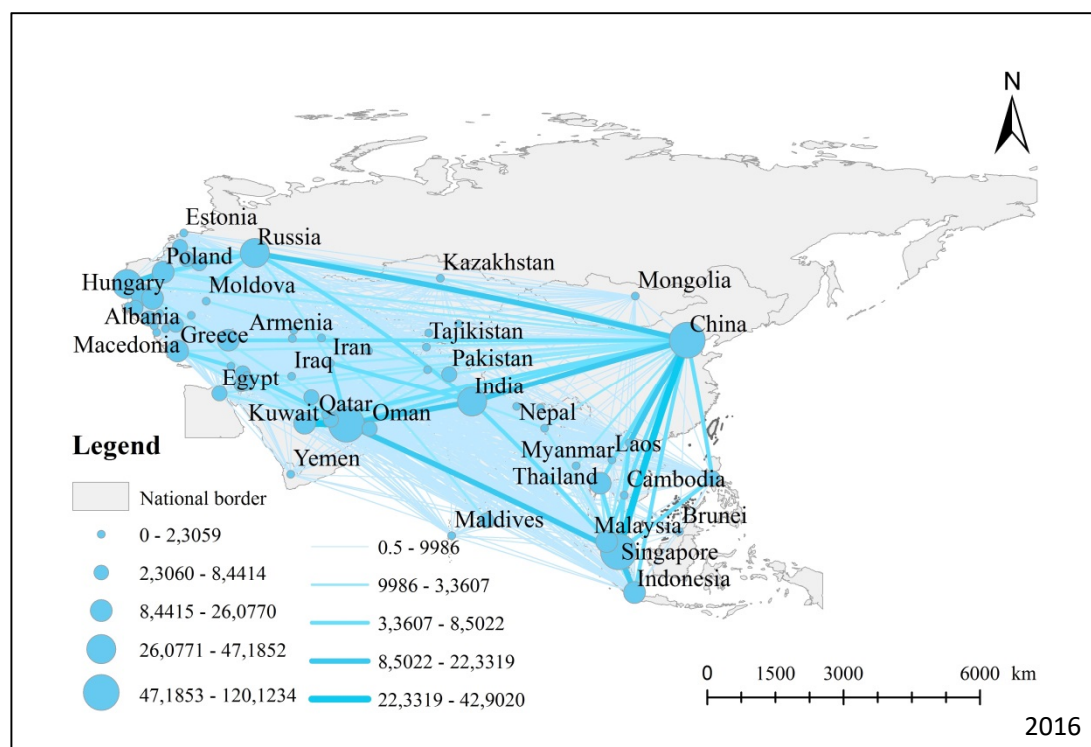 N
Estonia
Russia
Poland
Kazakhstan
Hungary
Moldova
Mongolia
Albania
Armenia
Tajikistan
China
Greece
Macedonia
Iran
Iraq
Pakistan
Egypt
India
Qatar
Kuwait
Oman
Nepal
Legend
Myanmar
Laos
Yemen
Thailand
Cambodia
National border
Maldives
Malaysia
Brunei
0 - 2,3059
0.5 - 9986
Singapore
2,3060 - 8,4414
9986 - 3,3607
Indonesia
8,4415 - 26,0770
3,3607 - 8,5022
26,0771 - 47,1852
8,5022 - 22,3319
47,1853 - 120,1234
22,3319 - 42,9020
0 1500 3000 6000 km
2016